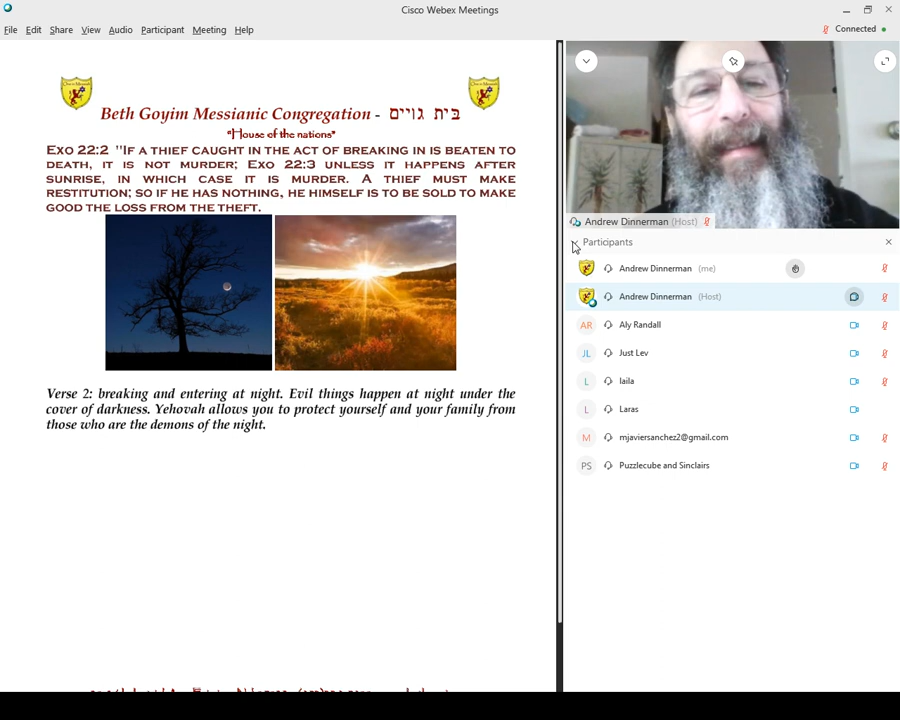 Cisco Webex Meetings
File Edit Share View Audio Participant Meeting Help
Connected
Beth Goyim Messianic Congregation - בית גויים
"House of the nations"
Exo 22:2 "If a thief caught in the act of breaking in is beaten to
death, it is not murder; Exo 22:3 unless it happens after
sunrise, in which case it is murder. A thief must make
restitution; so if he has nothing, he himself is to be sold to make
good the loss from the theft.
Verse 2: breaking and entering at night. Evil things happen at night under the
cover of darkness. Yehovah allows you to protect yourself and your family from
those who are the demons of the night.
Andrew Dinnerman (Host)
Participants
Andrew Dinnerman (me)
Andrew Dinnerman (Host)
AR Aly Randall
JL Just Lev
L laila
L Laras
M mjaviersanchez2@gmail.com
PS Puzzlecube and Sinclairs